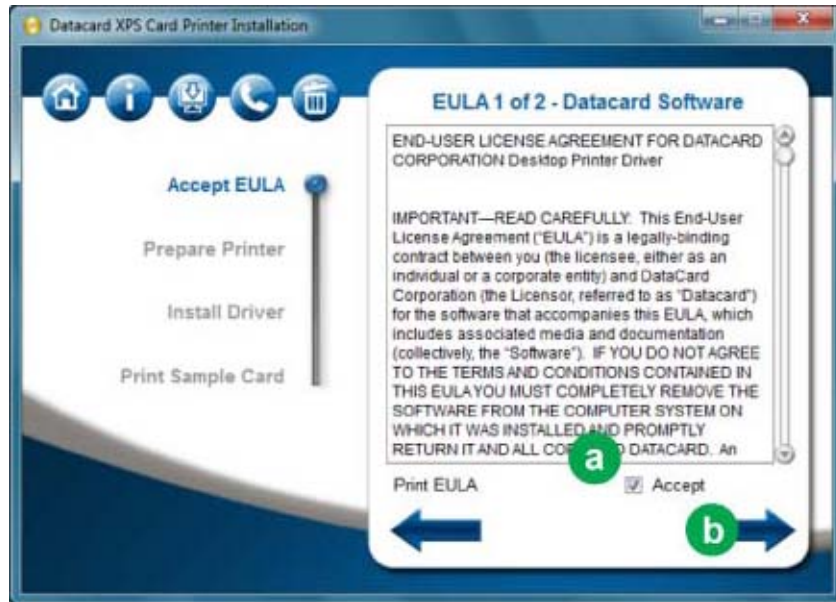 Datacard XPS Card Printer Installation
EULA 1 of 2 - Datacard Software
Accept EULA
Prepare Printer
Install Driver
Print Sample Card
END-USER LICENSE AGREEMENT FOR DATACARD
CORPORATION Desktop Printer Driver
IMPORTANT—READ CAREFULLY: This End-User
License Agreement ("EULA") is a legally-binding
contract between you (the licensee, either as an
individual or a corporate entity) and DataCard
Corporation (the Licensor, referred to as "Datacard")
for the software that accompanies this EULA, which
includes associated media and documentation
(collectively, the "Software"). IF YOU DO NOT AGREE
TO THE TERMS AND CONDITIONS CONTAINED IN
THIS EULA YOU MUST COMPLETELY REMOVE THE
SOFTWARE FROM THE COMPUTER SYSTEM ON
WHICH IT WAS INSTALLED AND PROMPTLY
RETURN IT AND ALL DATACARD. An
a
Print EULA
Accept
b